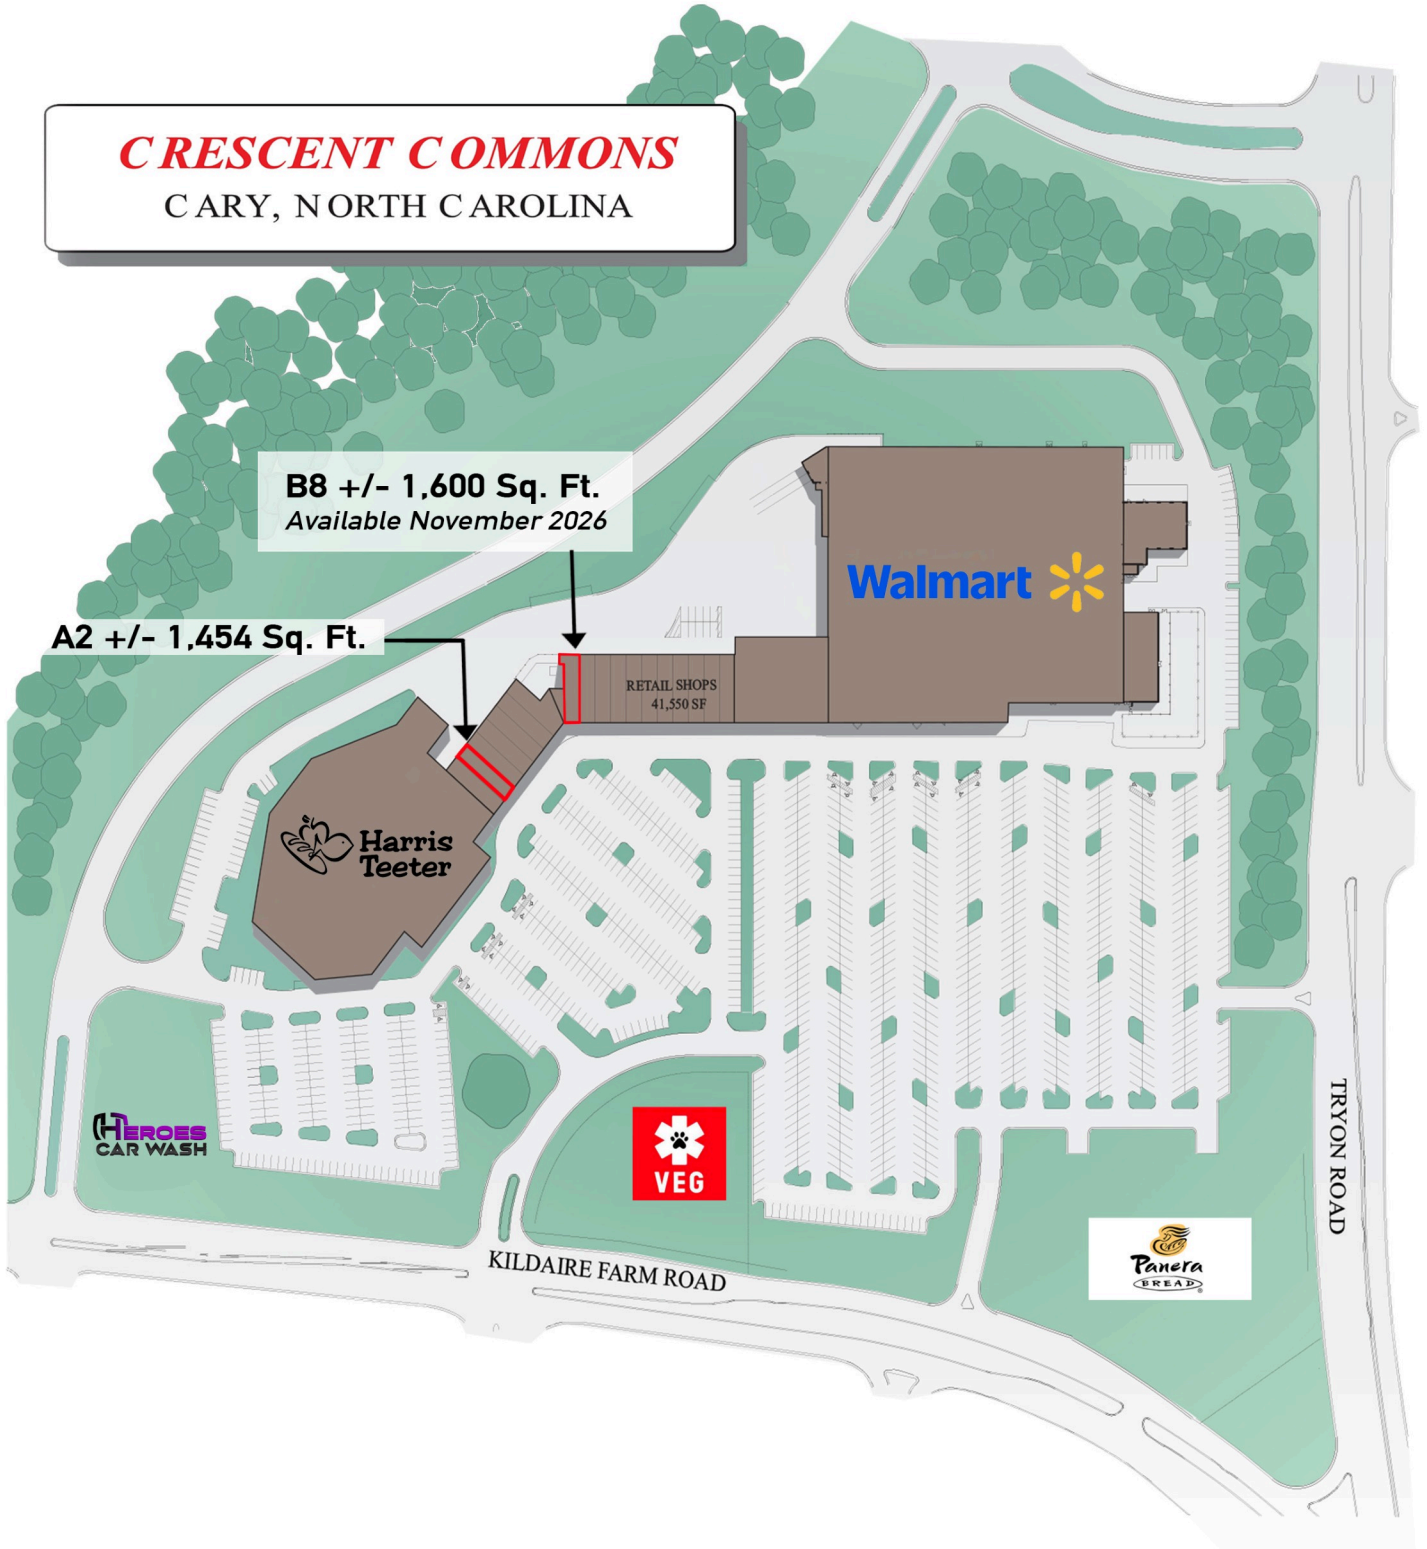 CRESCENT COMMONS
CARY, NORTH CAROLINA
B8 +/- 1,600 Sq. Ft.
Available November 2026
A2 +/- 1,454 Sq. Ft.
Walmart
RETAIL SHOPS
41,550 SF
Harris
Teeter
HEROES
CAR WASH
VEG
Panera
BREAD
TRYON ROAD
KILDAIRE FARM ROAD